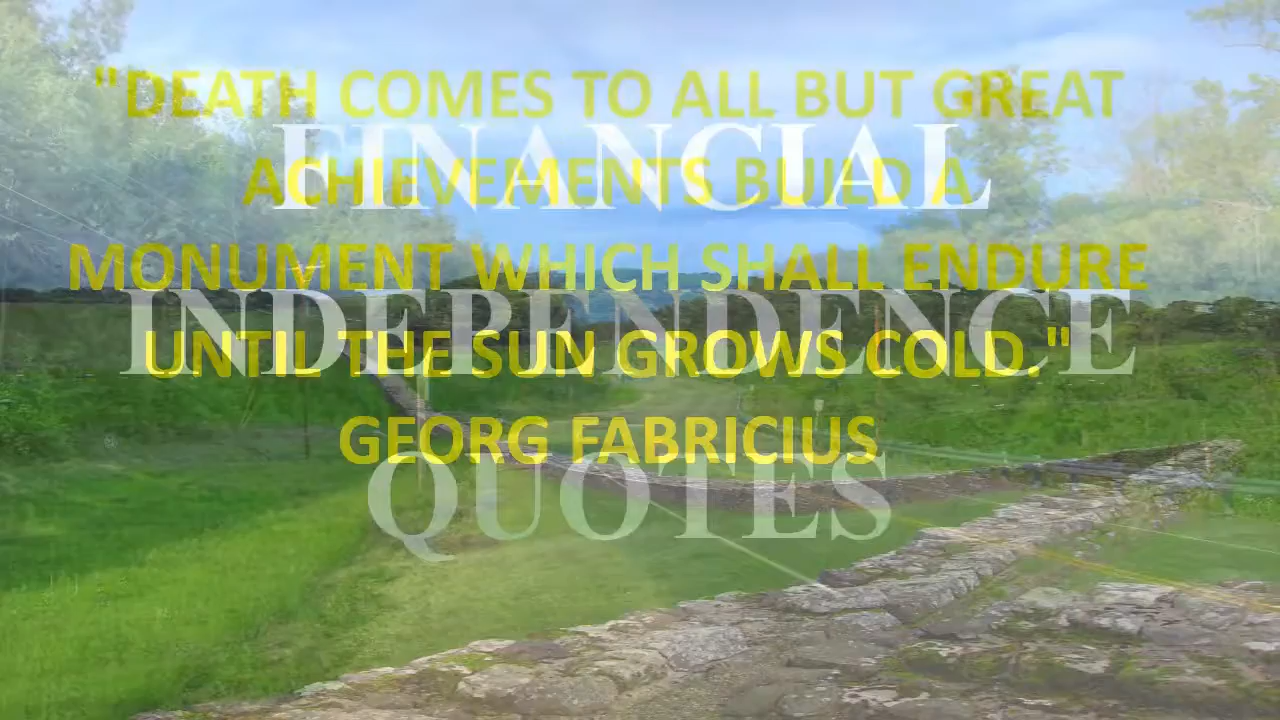 "DEATH COMES TO ALL BUT GREAT
ACHIEVEMENTS BUILD A
MONUMENT WHICH SHALL ENDURE
UNTIL THE SUN GROWS COLD."
GEORG FABRICIUS
FINANCIAL
INDEPENDENCE
QUOTES